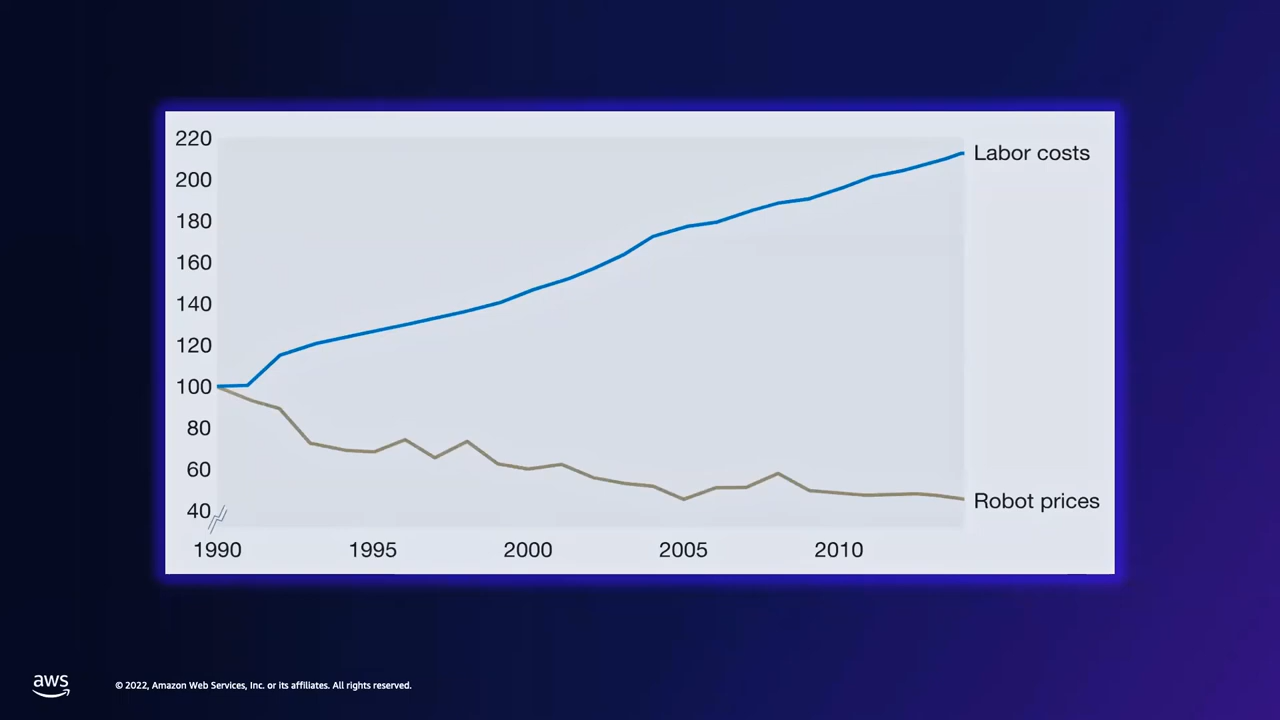 220
200
180
160
140
120
100
80
60
40
Labor costs
Robot prices
1990 1995 2000 2005 2010
aws
© 2022, Amazon Web Services, Inc. or its affiliates. All rights reserved.